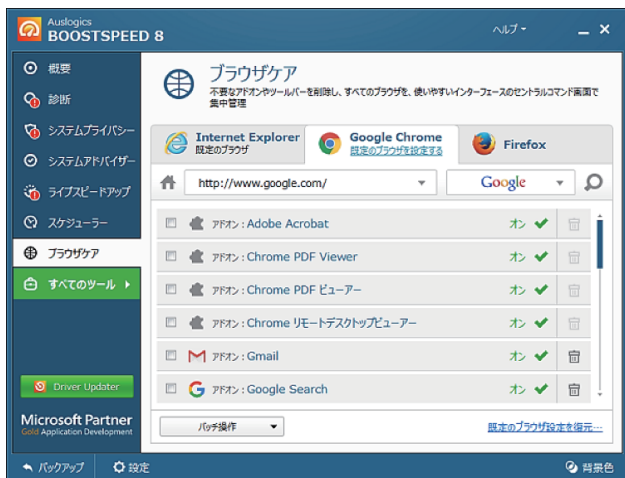 Auslogics
BOOSTSPEED 8
ヘルプ
概要
診断
システムプライバシー
システムアドバイザー
ライブスピードアップ
スケジューラー
ブラウザケア
すべてのツール
Driver Updater
Microsoft Partner
Gold Application Development
ブラウザケア
不要なアドオンやツールバーを削除し、すべてのブラウザを、使いやすいインターフェースのセントラルコマンド画面で
集中管理
Internet Explorer
既定のブラウザ
Google Chrome
既定のブラウザを設定する
Firefox
http://www.google.com/
Google
アドオン : Adobe Acrobat オン
アドオン : Chrome PDF Viewer オン
アドオン : Chrome PDF ビューアー オン
アドオン : Chrome リモートデスクトップビューアー オン
アドオン : Gmail オン
アドオン : Google Search オン
バッチ操作
既定のブラウザ設定を復元...
バックアップ
設定
背景色